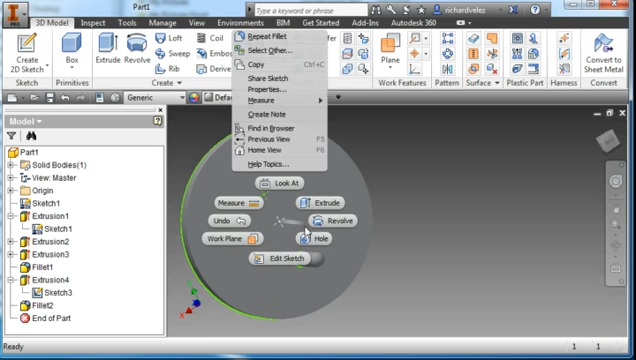 Part1
Type a keyword or phrase
richardvelez
PRO
3D Model Inspect Tools Manage View Environments BIM Get Started Add-Ins Autodesk 360
Create
2D Sketch
Box
Extrude
Revolve
Loft
Sweep
Rib
Coil
Plane
Convert to
Sheet Metal
Sketch
Primitives
Create
Work Features
Pattern
Surface
Convert
Generic
Model
Part1
Solid Bodies(1)
View: Master
Origin
Sketch1
Extrusion1
Sketch1
Extrusion2
Extrusion3
Fillet1
Extrusion4
Sketch3
Fillet2
End of Part
Repeat Fillet
Select Other...
Copy Ctrl+C
Share Sketch
Properties...
Measure
Create Note
Find in Browser
Previous View F5
Home View F6
Help Topics...
Look At
Measure
Extrude
Undo
Revolve
Work Plane
Hole
Edit Sketch
Z
X
Ready
1 1